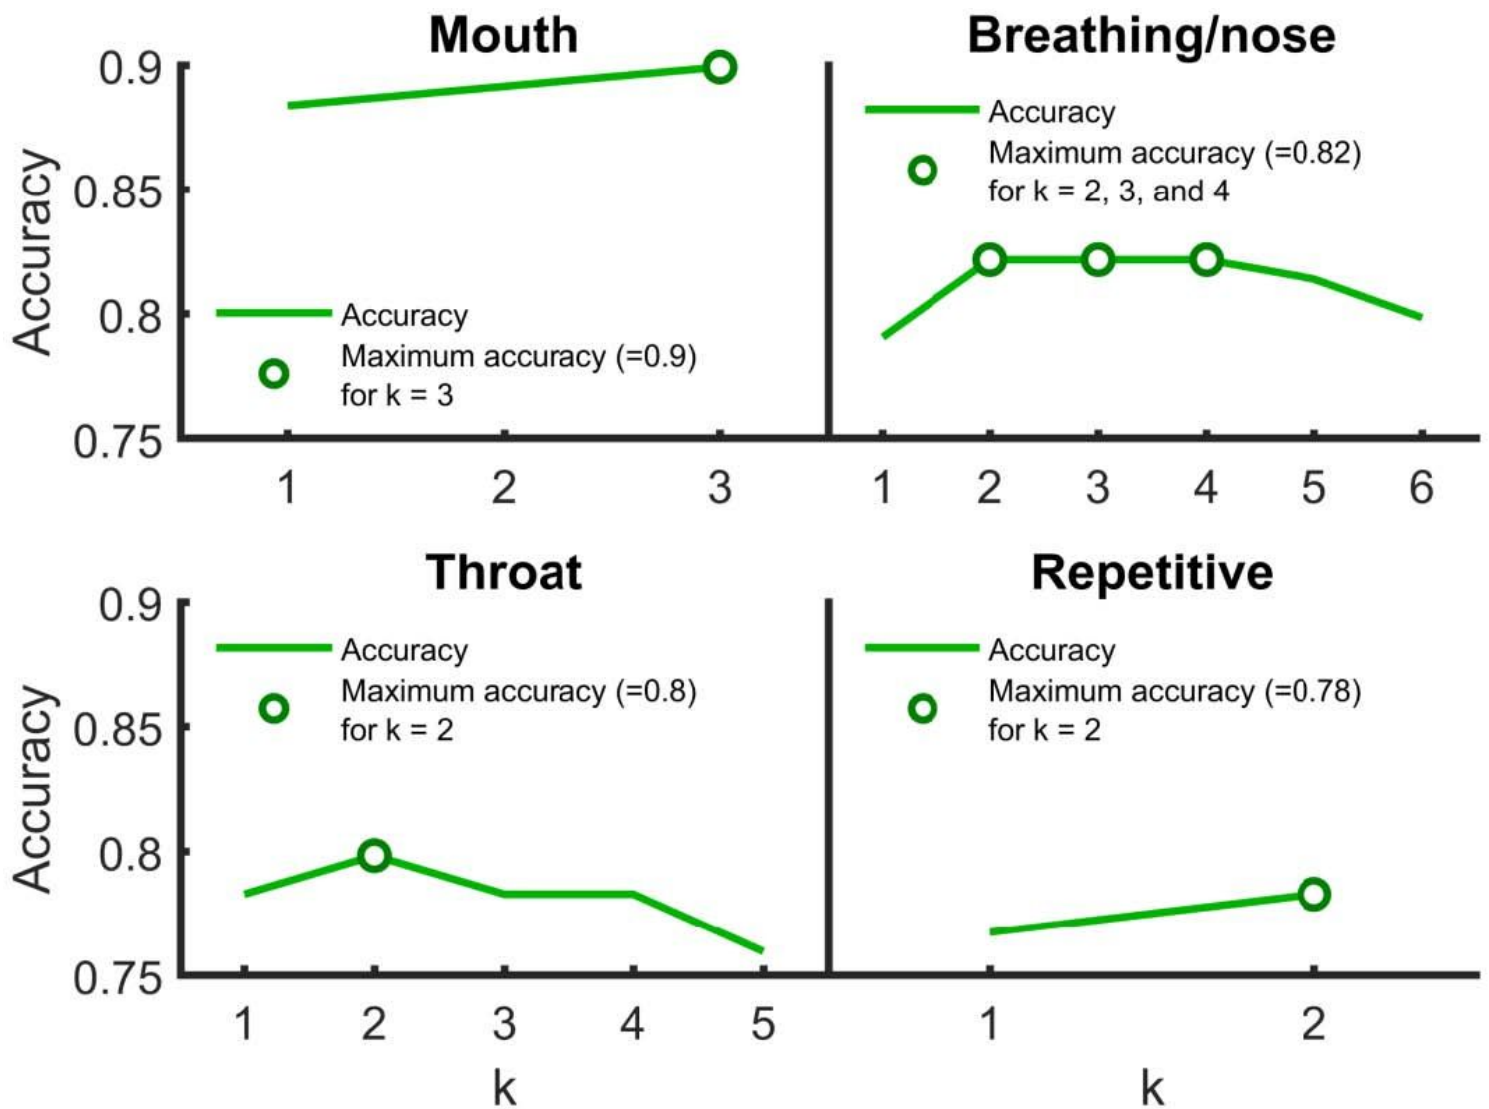 Mouth
Accuracy
0.9
0.85
0.8
0.75
Accuracy
Maximum accuracy (=0.9)
for k = 3
1 2 3
Breathing/nose
Accuracy
Maximum accuracy (=0.82)
for k = 2, 3, and 4
1 2 3 4 5 6
Throat
Accuracy
0.9
0.85
0.8
0.75
Accuracy
Maximum accuracy (=0.8)
for k = 2
1 2 3 4 5
k
Repetitive
Accuracy
Maximum accuracy (=0.78)
for k = 2
1 2
k